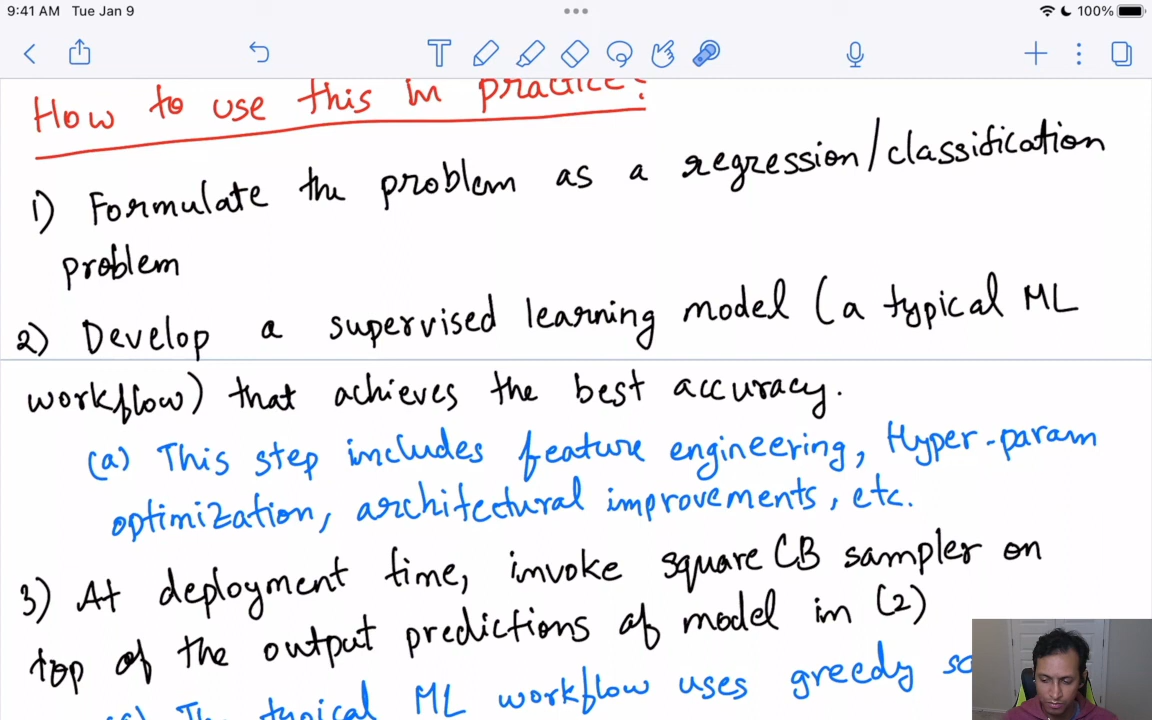 9:41 AM Tue Jan 9
100%
How to use this in practice?
1) Formulate the problem as a regression/classification
problem
2) Develop a supervised learning model (a typical ML
workflow) that achieves the best accuracy.
(a) This step includes feature engineering, Hyper-param
optimization, architectural improvements, etc.
3) At deployment time, invoke squareCB sampler on
top of the output predictions of model in (2)
typical ML workflow uses greedy